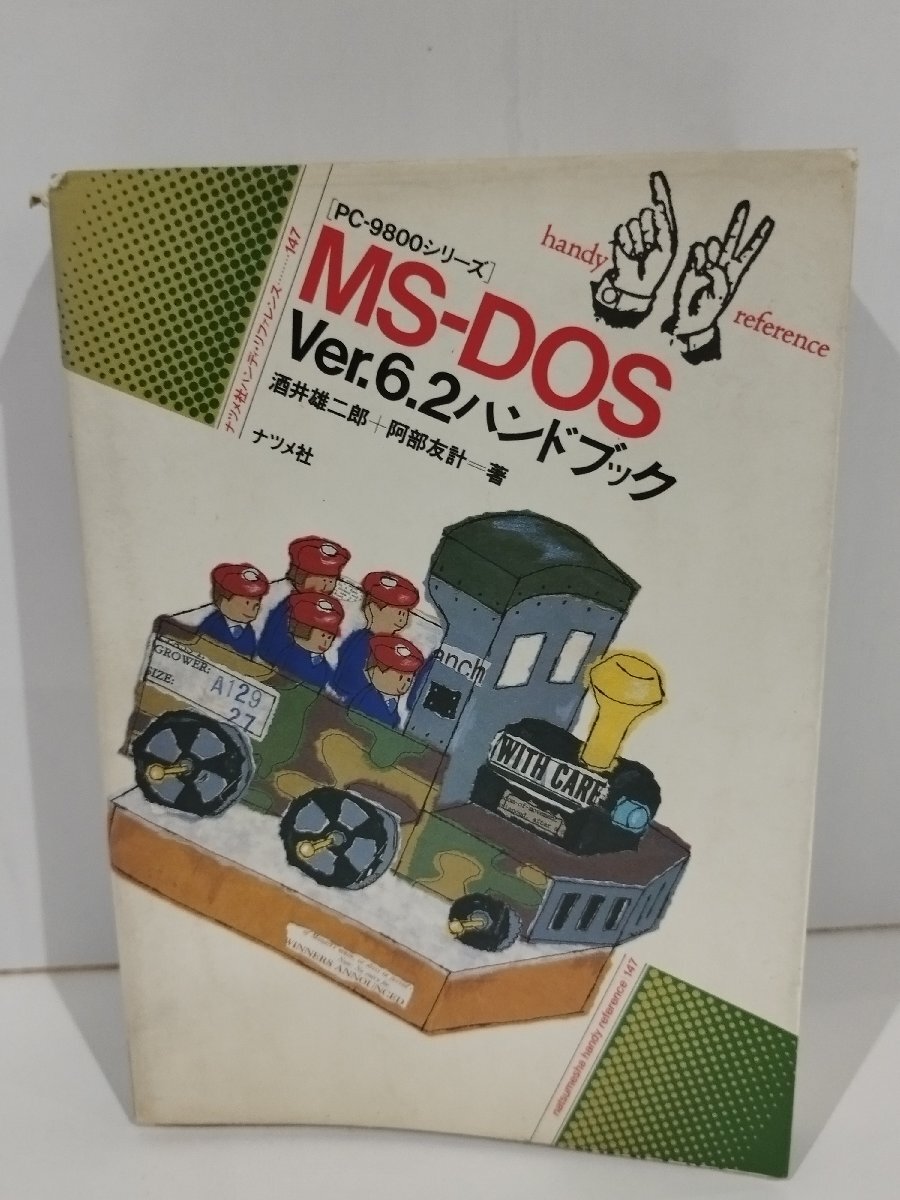 [PC-9800シリーズ]
MS-DOS
Ver.6.2ハンドブック
酒井雄二郎+阿部友計=著
ナツメ社
ナツメ社ハンディ・リファレンス………147
handy
reference
anch
GROWER:
SIZE:
A129
27
WITH CARE
WINNERS ANNOUNCED
natsumesha handy reference 147